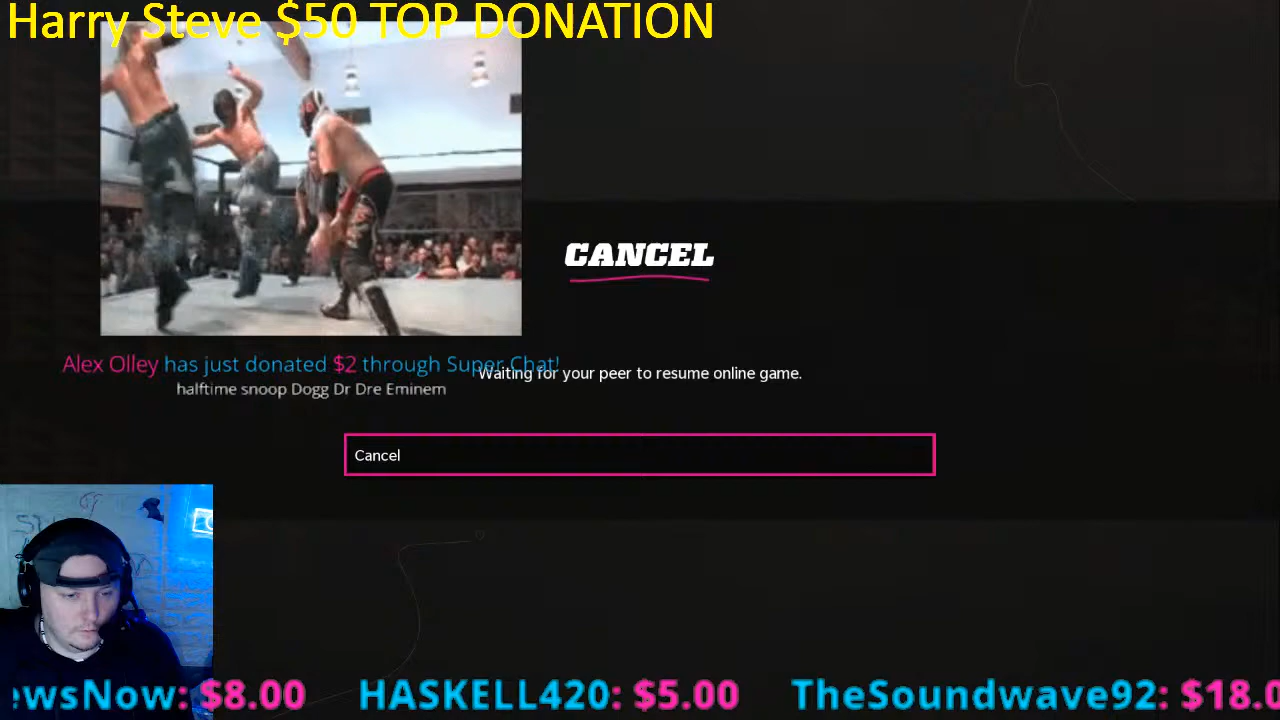 Harry Steve $50 TOP DONATION
CANCEL
Alex Olley has just donated $2 through Super Chat!
halftime snoop Dogg Dr Dre Eminem
Waiting for your peer to resume online game.
Cancel
ewsNow: $8.00 HASKELL420: $5.00 TheSoundwave92: $18.0